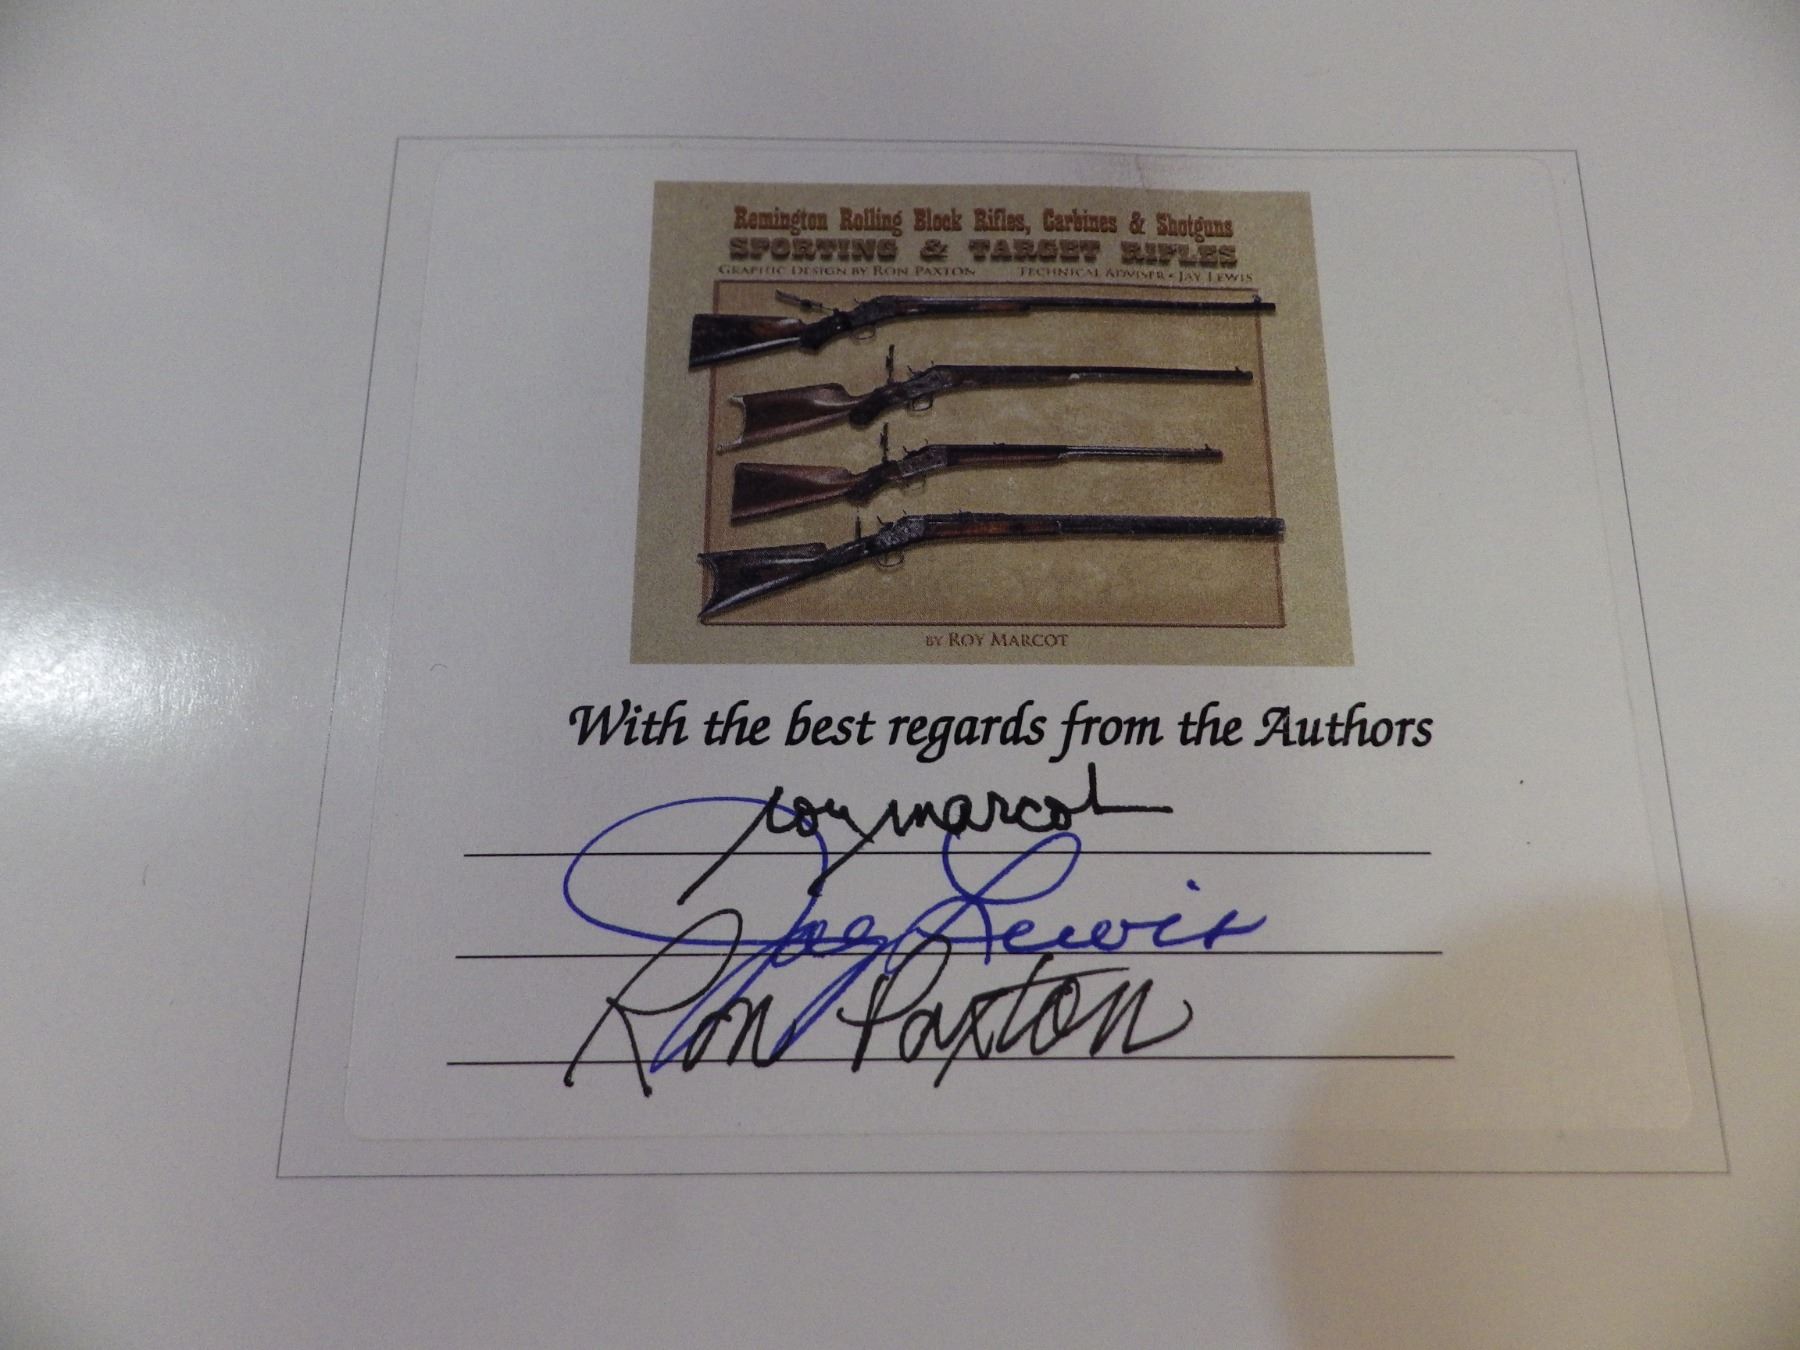 Remington Rolling Block Rifles, Carbines & Shotguns
SPORTING & TARGET RIFLES
GRAPHIC DESIGN BY RON PAXTON TECHNICAL ADVISER • JAY LEWIS
BY ROY MARCOT
With the best regards from the Authors
roy marcot
Jay Lewis
Ron Paxton